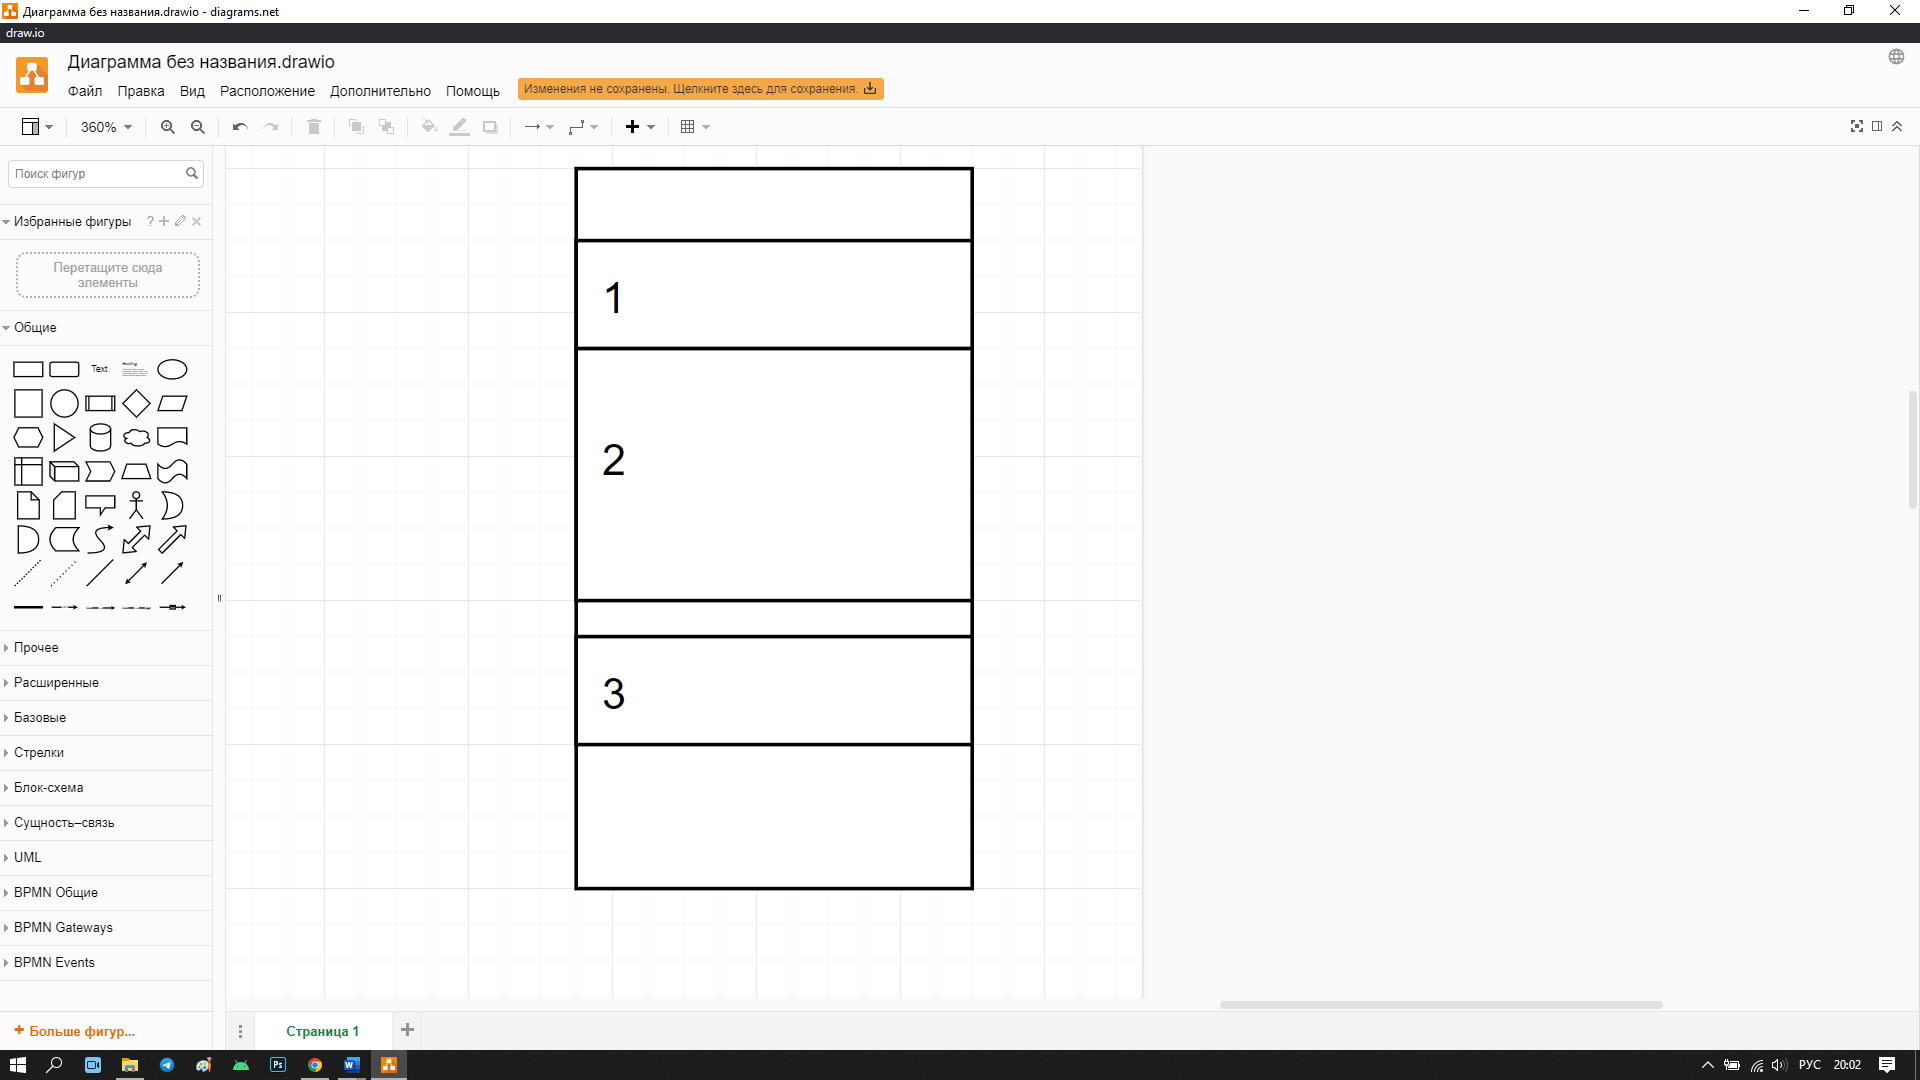 Диаграмма без названия.drawio - diagrams.net
draw.io
Диаграмма без названия.drawio
Файл Правка Вид Расположение Дополнительно Помощь
Изменения не сохранены. Щелкните здесь для сохранения.
360%
Поиск фигур
Избранные фигуры ?
Перетащите сюда
элементы
Общие
Text
Heading
Прочее
Расширенные
Базовые
Стрелки
Блок-схема
Сущность–связь
UML
BPMN Общие
BPMN Gateways
BPMN Events
+ Больше фигур...
1
2
3
Страница 1
Ps
W
РУС
20:02